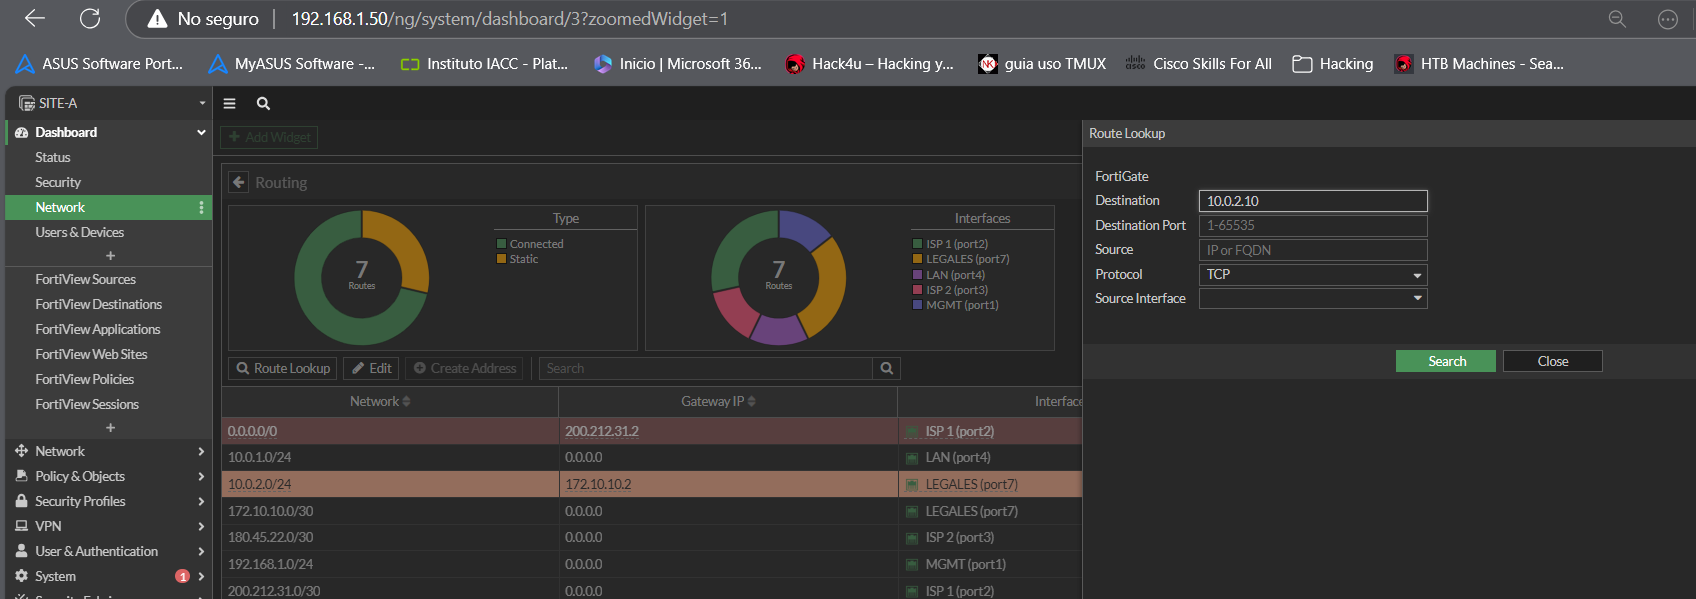 No seguro | 192.168.1.50/ng/system/dashboard/3?zoomedWidget=1
ASUS Software Port...
MyASUS Software -...
Instituto IACC - Plat...
Inicio | Microsoft 36...
Hack4u – Hacking y...
guia uso TMUX
Cisco Skills For All
Hacking
HTB Machines - Sea...
SITE-A
Dashboard
Status
Security
Network
Users & Devices
+
FortiView Sources
FortiView Destinations
FortiView Applications
FortiView Web Sites
FortiView Policies
FortiView Sessions
+
Network
Policy & Objects
Security Profiles
VPN
User & Authentication
System 1
+ Add Widget
Routing
7
Routes
Type
Connected
Static
7
Routes
Interfaces
ISP 1 (port2)
LEGALES (port7)
LAN (port4)
ISP 2 (port3)
MGMT (port1)
Route Lookup
Edit
Create Address
Search
Network Gateway IP Interface
0.0.0.0/0 200.212.31.2 ISP 1 (port2)
10.0.1.0/24 0.0.0.0 LAN (port4)
10.0.2.0/24 172.10.10.2 LEGALES (port7)
172.10.10.0/30 0.0.0.0 LEGALES (port7)
180.45.22.0/30 0.0.0.0 ISP 2 (port3)
192.168.1.0/24 0.0.0.0 MGMT (port1)
200.212.31.0/30 0.0.0.0 ISP 1 (port2)
Route Lookup
FortiGate
Destination 10.0.2.10
Destination Port 1-65535
Source IP or FQDN
Protocol TCP
Source Interface
Search
Close